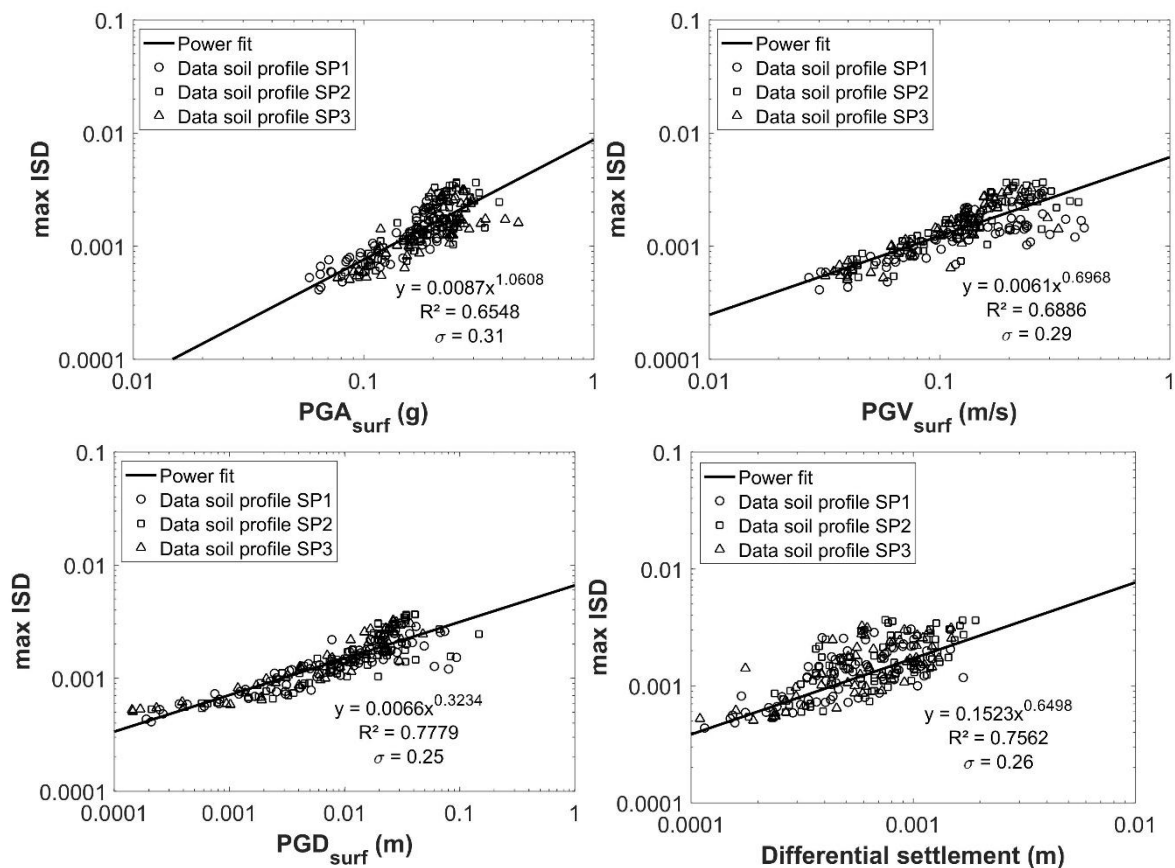 0.1
0.01
0.001
0.0001
max ISD
Power fit
Data soil profile SP1
Data soil profile SP2
Data soil profile SP3
y = 0.0087x^1.0608
R² = 0.6548
σ = 0.31
0.01 0.1 1
PGA_surf (g)
0.1
0.01
0.001
0.0001
max ISD
Power fit
Data soil profile SP1
Data soil profile SP2
Data soil profile SP3
y = 0.0061x^0.6968
R² = 0.6886
σ = 0.29
0.01 0.1 1
PGV_surf (m/s)
0.1
0.01
0.001
0.0001
max ISD
Power fit
Data soil profile SP1
Data soil profile SP2
Data soil profile SP3
y = 0.0066x^0.3234
R² = 0.7779
σ = 0.25
0.0001 0.001 0.01 0.1 1
PGD_surf (m)
0.1
0.01
0.001
0.0001
max ISD
Power fit
Data soil profile SP1
Data soil profile SP2
Data soil profile SP3
y = 0.1523x^0.6498
R² = 0.7562
σ = 0.26
0.0001 0.001 0.01
Differential settlement (m)